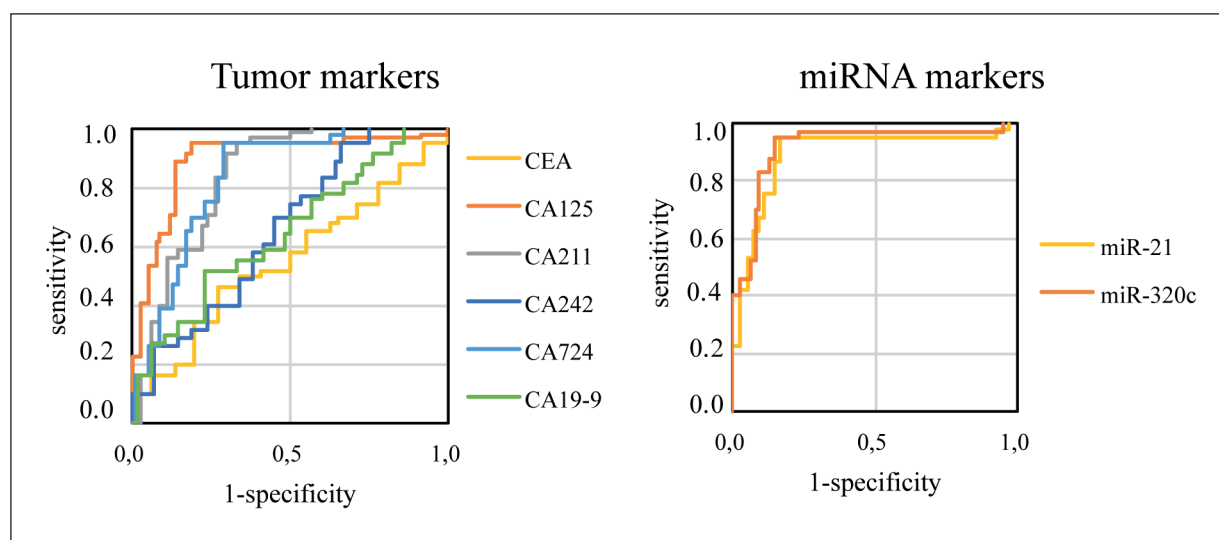 Tumor markers
1.0
0.8
0.6
0.4
0.2
0.0
sensitivity
0,0
0,5
1,0
1-specificity
CEA
CA125
CA211
CA242
CA724
CA19-9
miRNA markers
1.0
0.8
0.6
0.4
0.2
0.0
sensitivity
0,0
0,5
1,0
1-specificity
miR-21
miR-320c